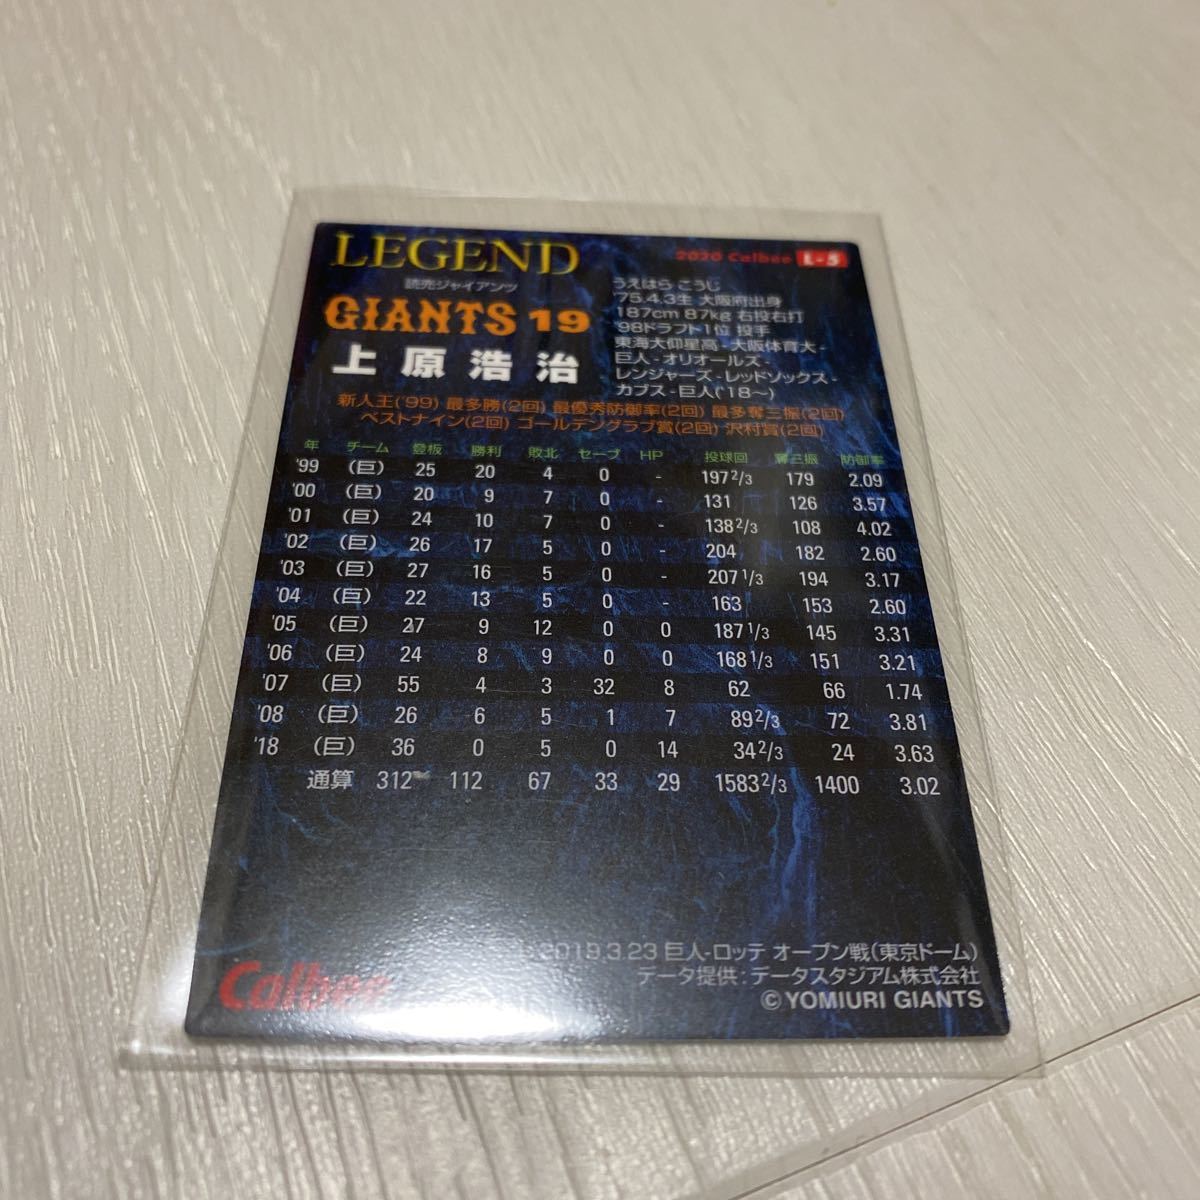 LEGEND
2020 Calbee L-5
読売ジャイアンツ
GIANTS 19
上原浩治
うえはら こうじ
'75.4.3生 大阪府出身
187cm 87kg 右投右打
'98ドラフト1位 投手
東海大仰星高 - 大阪体育大 -
巨人 - オリオールズ -
レンジャーズ - レッドソックス -
カブス - 巨人('18〜)
新人王('99) 最多勝(2回) 最優秀防御率(2回) 最多奪三振(2回)
ベストナイン(2回) ゴールデングラブ賞(2回) 沢村賞(2回)
年 チーム 登板 勝利 敗北 セーブ HP 投球回 奪三振 防御率
'99 (巨) 25 20 4 0 - 197 2/3 179 2.09
'00 (巨) 20 9 7 0 - 131 126 3.57
'01 (巨) 24 10 7 0 - 138 2/3 108 4.02
'02 (巨) 26 17 5 0 - 204 182 2.60
'03 (巨) 27 16 5 0 - 207 1/3 194 3.17
'04 (巨) 22 13 5 0 - 163 153 2.60
'05 (巨) 27 9 12 0 0 187 1/3 145 3.31
'06 (巨) 24 8 9 0 0 168 1/3 151 3.21
'07 (巨) 55 4 3 32 8 62 66 1.74
'08 (巨) 26 6 5 1 7 89 2/3 72 3.81
'18 (巨) 36 0 5 0 14 34 2/3 24 3.63
通算 312 112 67 33 29 1583 2/3 1400 3.02
2019.3.23 巨人-ロッテ オープン戦(東京ドーム)
データ提供:データスタジアム株式会社
Calbee
©YOMIURI GIANTS